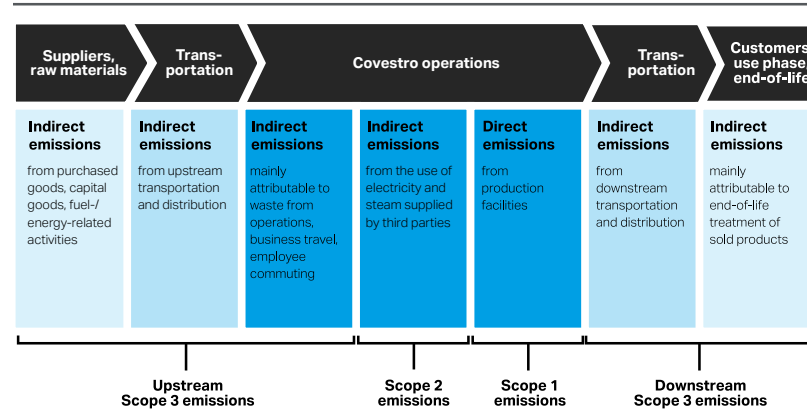 Suppliers,
raw materials
Trans-
portation
Covestro operations
Trans-
portation
Customers,
use phase,
end-of-life
Indirect
emissions
from purchased
goods, capital
goods, fuel-/
energy-related
activities
Indirect
emissions
from upstream
transportation
and distribution
Indirect
emissions
mainly
attributable to
waste from
operations,
business travel,
employee
commuting
Indirect
emissions
from the use of
electricity and
steam supplied
by third parties
Direct
emissions
from
production
facilities
Indirect
emissions
from
downstream
transportation
and distribution
Indirect
emissions
mainly
attributable to
end-of-life
treatment of
sold products
Upstream
Scope 3 emissions
Scope 2
emissions
Scope 1
emissions
Downstream
Scope 3 emissions